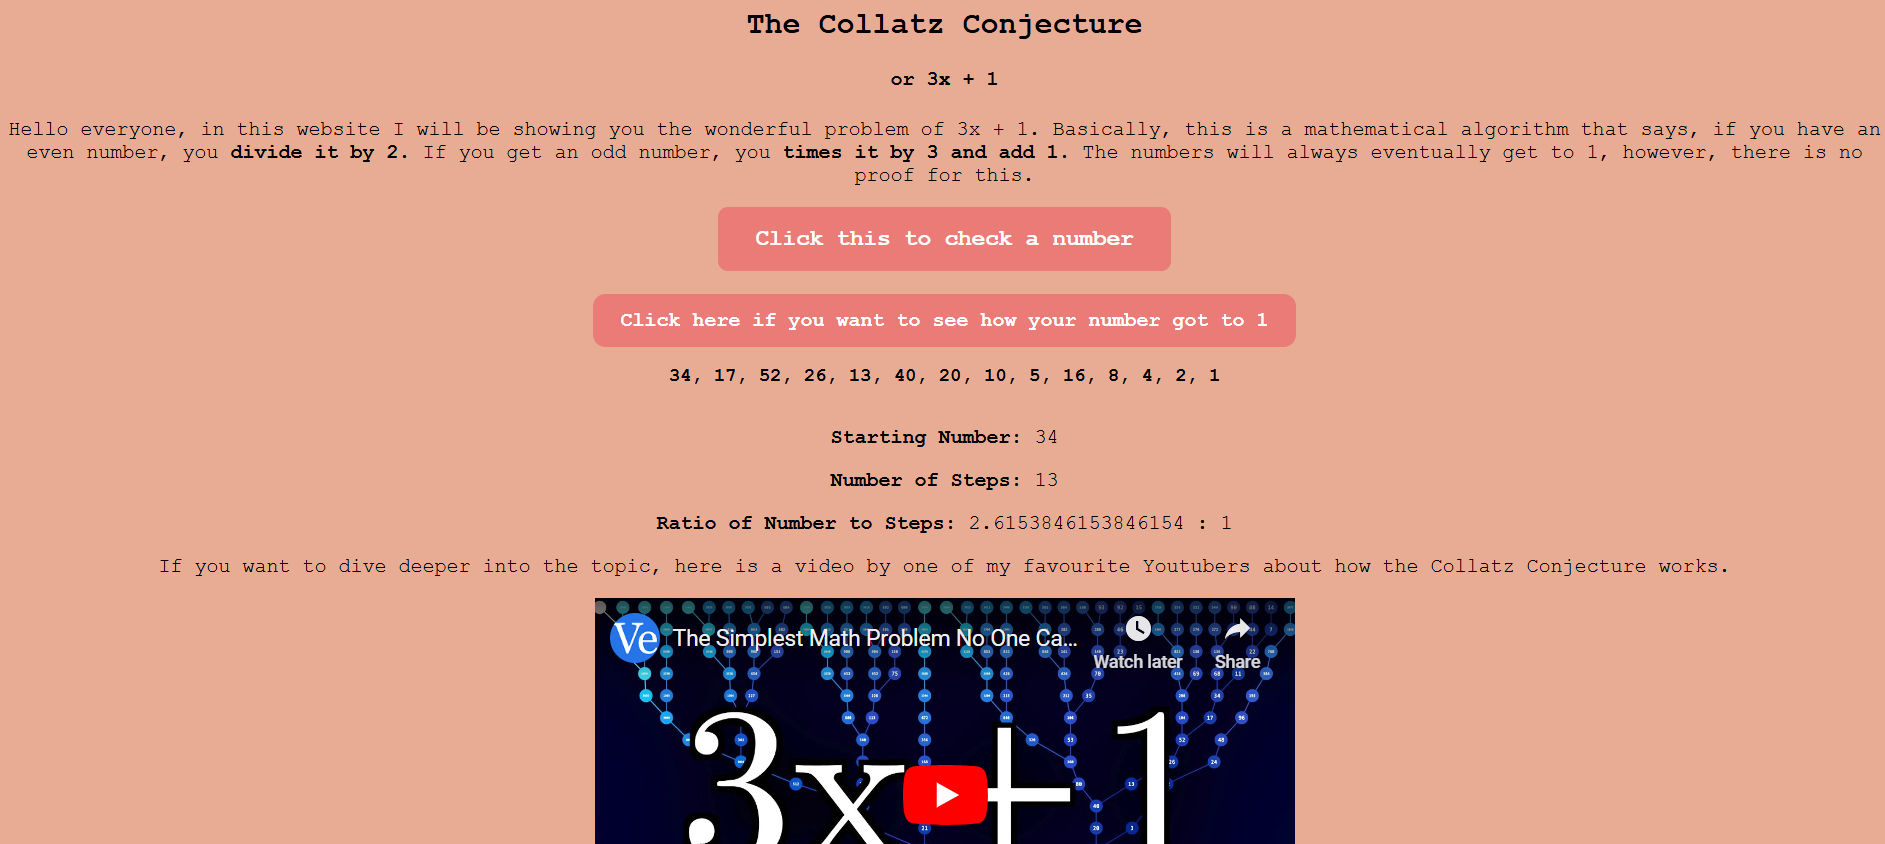 The Collatz Conjecture
or 3x + 1
Hello everyone, in this website I will be showing you the wonderful problem of 3x + 1. Basically, this is a mathematical algorithm that says, if you have an
even number, you divide it by 2. If you get an odd number, you times it by 3 and add 1. The numbers will always eventually get to 1, however, there is no
proof for this.
Click this to check a number
Click here if you want to see how your number got to 1
34, 17, 52, 26, 13, 40, 20, 10, 5, 16, 8, 4, 2, 1
Starting Number: 34
Number of Steps: 13
Ratio of Number to Steps: 2.6153846153846154 : 1
If you want to dive deeper into the topic, here is a video by one of my favourite Youtubers about how the Collatz Conjecture works.
Ve The Simplest Math Problem No One Ca...
Watch later Share
3x+1